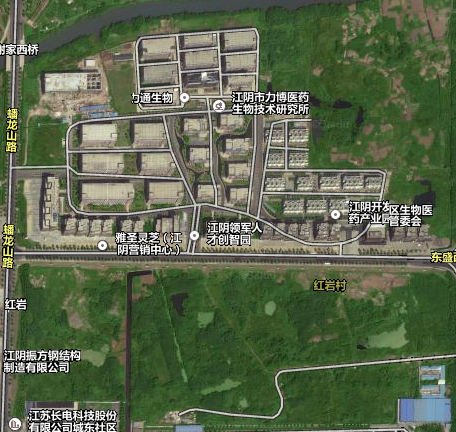 谢家西桥
蟠龙山路
力通生物
江阴市力博医药
生物技术研究所
江阴开发区生物医
药产业园管委会
江阴领军人
才创智园
雅圣灵芝（江
阴营销中心）
蟠龙山路
东盛
红岩村
红岩
江阴振方钢结构
制造有限公司
江苏长电科技股份
有限公司城东社区